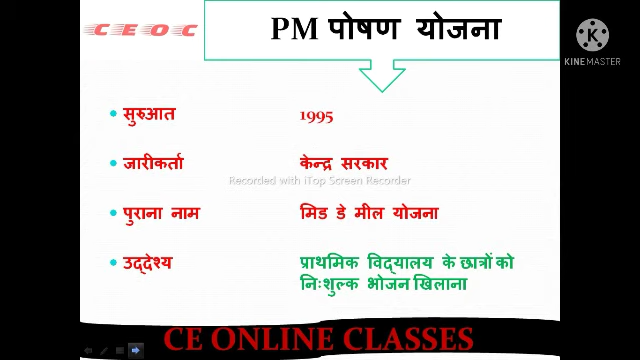 CEOC
PM पोषण योजना
K
KINEMASTER
सुरुआत 1995
जारीकर्ता केन्द्र सरकार
Recorded with iTop Screen Recorder
पुराना नाम मिड डे मील योजना
उद्देश्य प्राथमिक विद्यालय के छात्रों को
निःशुल्क भोजन खिलाना
CE ONLINE CLASSES